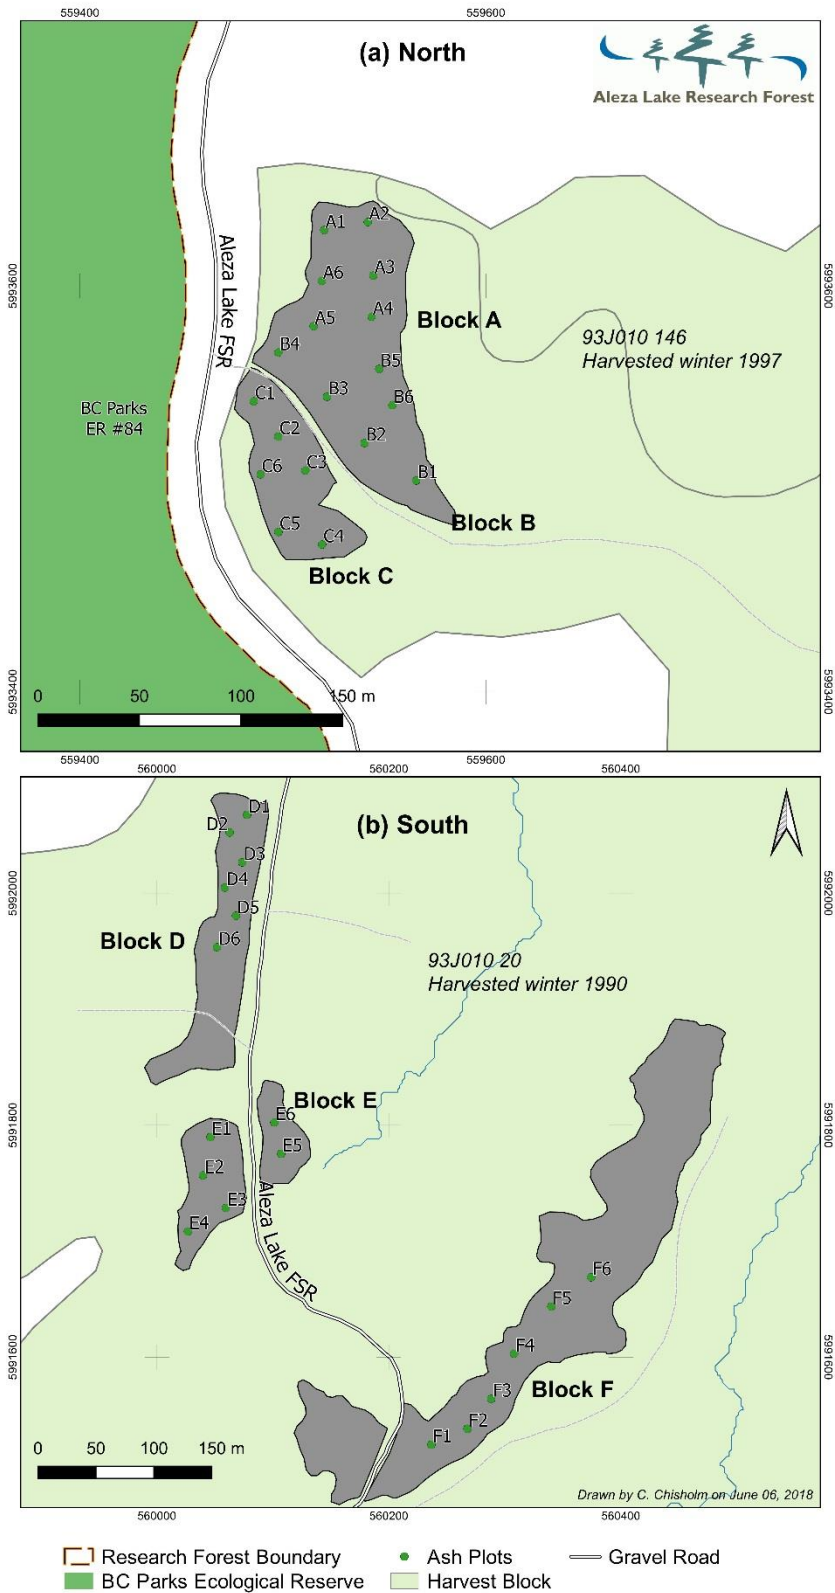 559400
559600
(a) North
Aleza Lake Research Forest
5993600
5993600
A1
A2
A6
A3
A5
A4
Block A
Aleza Lake FSR
93J010 146
Harvested winter 1997
B4
B5
C1
B3
B6
BC Parks
ER #84
C2
B2
C6
C3
B1
Block B
C5
C4
Block C
5993400
5993400
0 50 100 150 m
559400
559600
560000
560200
560400
(b) South
D1
D2
D3
D4
5992000
5992000
D5
Block D
D6
93J010 20
Harvested winter 1990
Block E
5991800
5991800
E6
E1
E5
E2
E3
E4
Aleza Lake FSR
F6
F5
F4
5991600
5991600
Block F
F3
F2
F1
0 50 100 150 m
Drawn by C. Chisholm on June 06, 2018
560000
560200
560400
Research Forest Boundary
Ash Plots
Gravel Road
BC Parks Ecological Reserve
Harvest Block